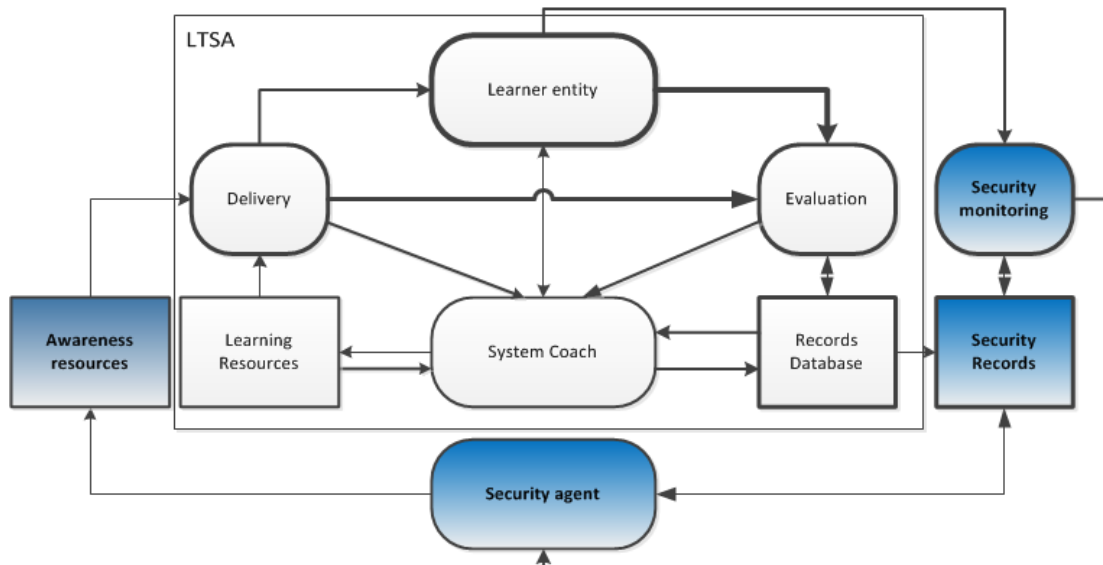 LTSA
Learner entity
Delivery
Evaluation
Security
monitoring
Awareness
resources
Learning
Resources
System Coach
Records
Database
Security
Records
Security agent